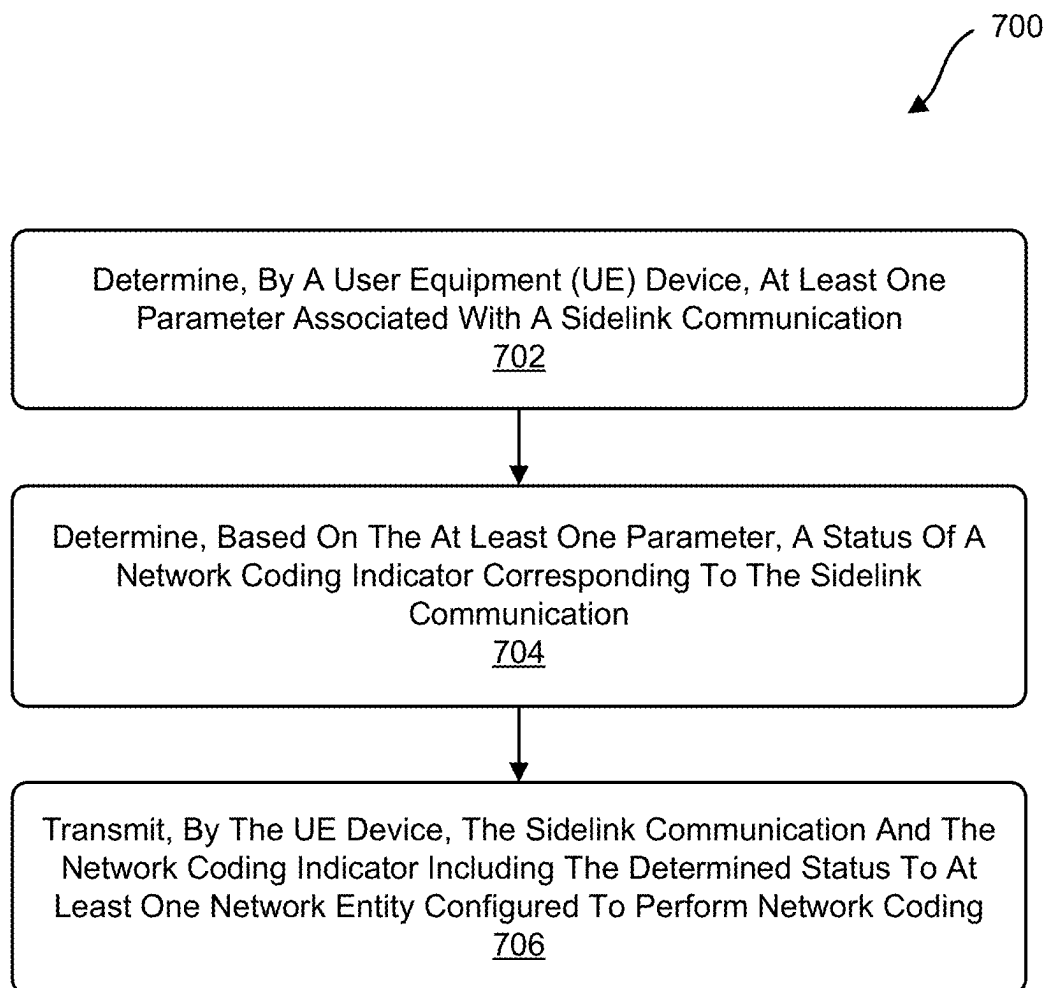 700
Determine, By A User Equipment (UE) Device, At Least One
Parameter Associated With A Sidelink Communication
702
Determine, Based On The At Least One Parameter, A Status Of A
Network Coding Indicator Corresponding To The Sidelink
Communication
704
Transmit, By The UE Device, The Sidelink Communication And The
Network Coding Indicator Including The Determined Status To At
Least One Network Entity Configured To Perform Network Coding
706